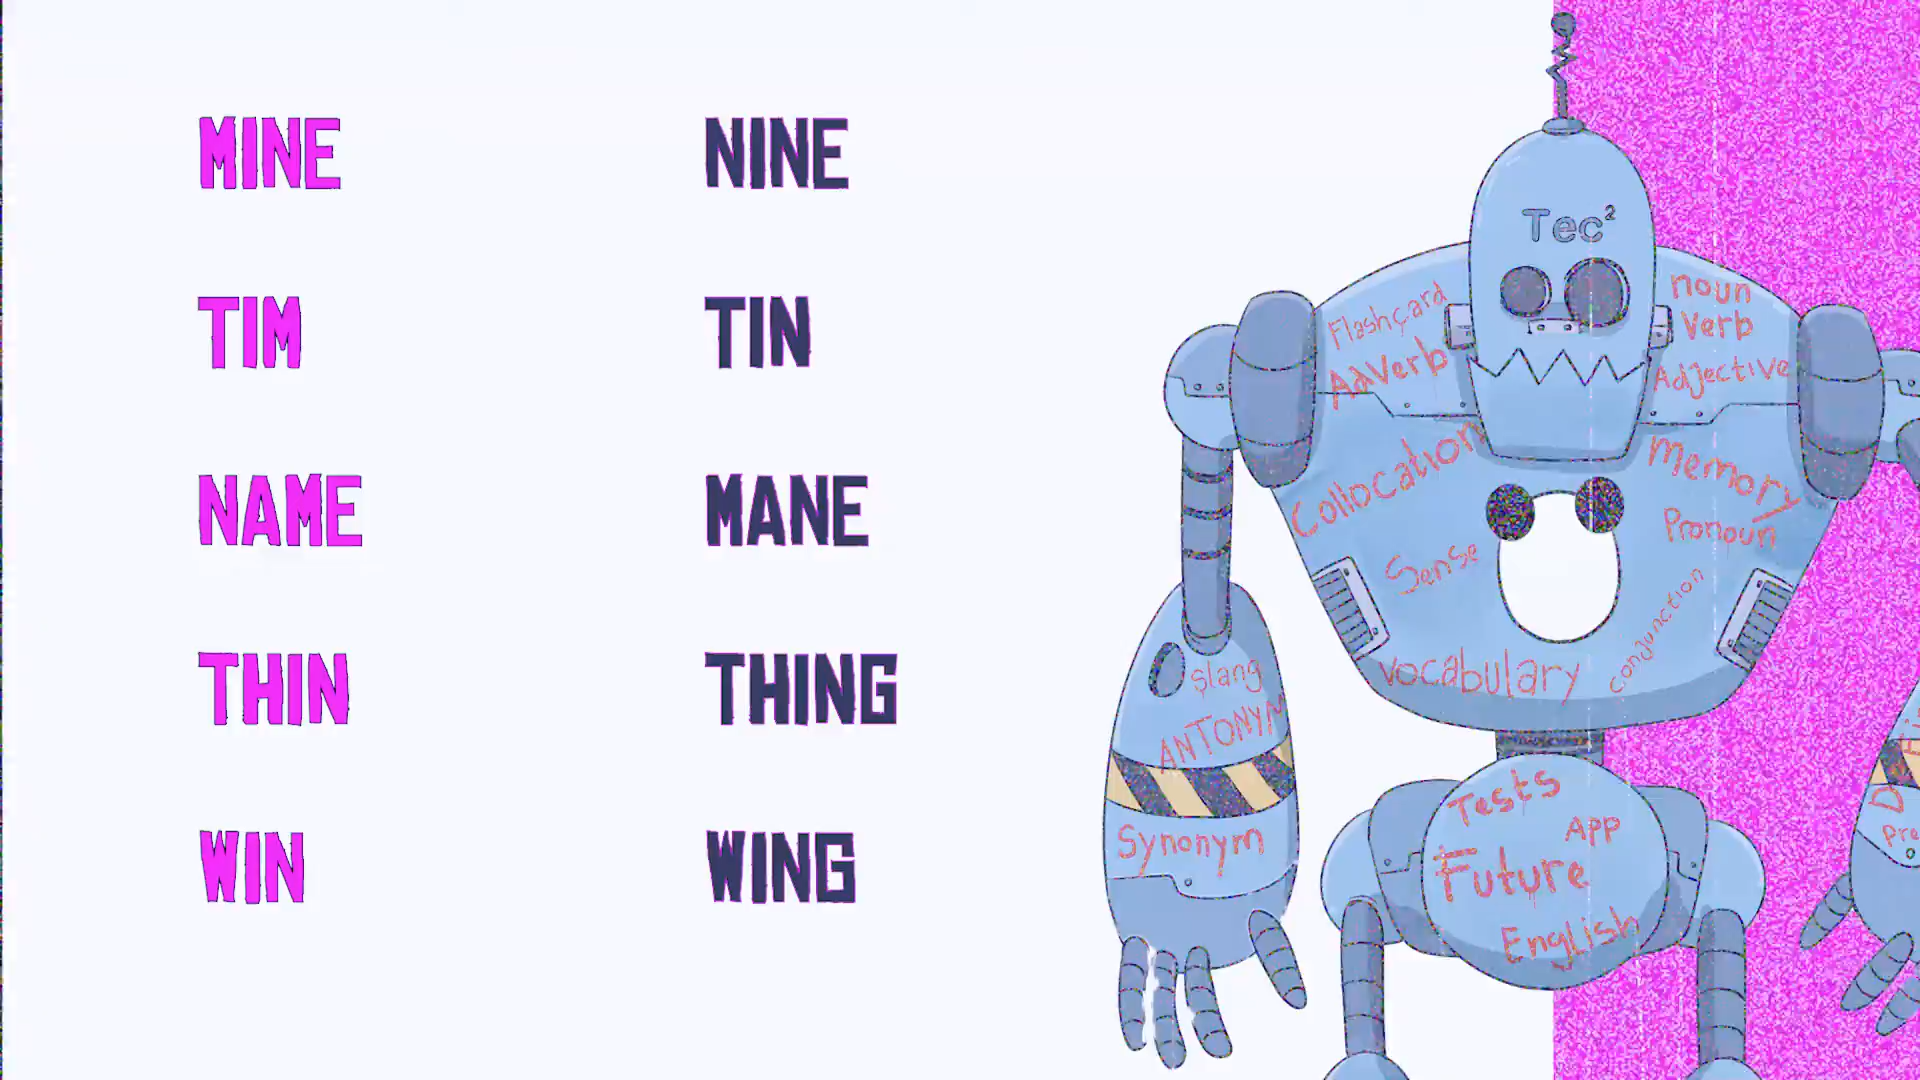 MINE NINE
TIM TIN
NAME MANE
THIN THING
WIN WING
Tec²
Flashcard
AdVerb
noun
Verb
Adjective
Collocation
Memory
Pronoun
Sense
conjunction
vocabulary
Slang
ANTONYM
Synonym
Tests
App
Future
English